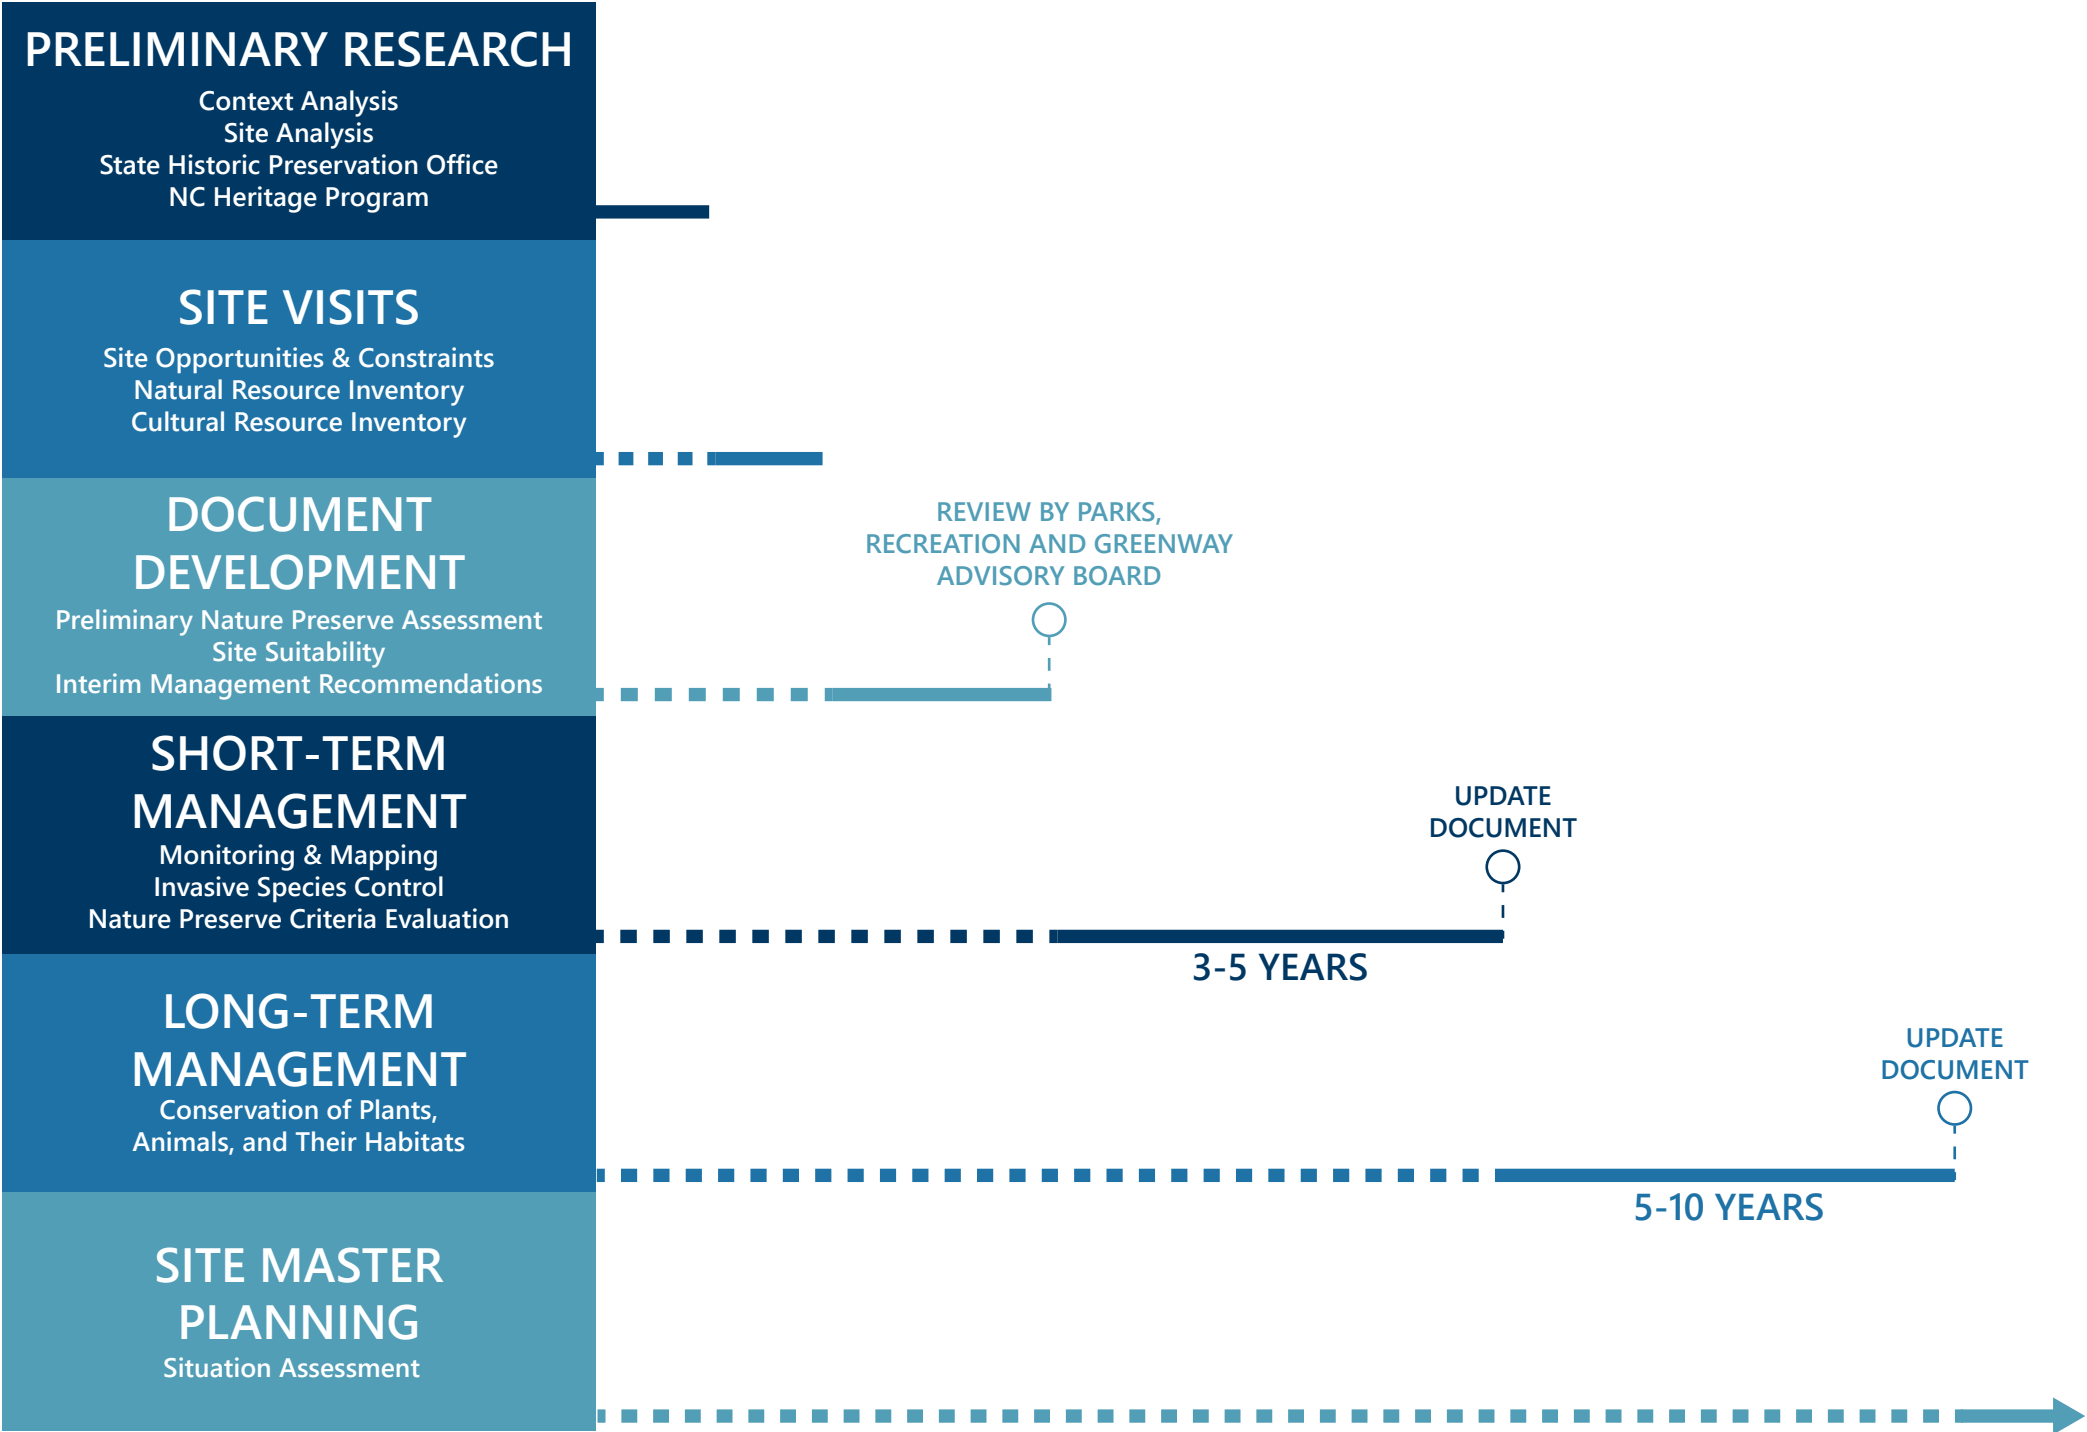 PRELIMINARY RESEARCH
Context Analysis
Site Analysis
State Historic Preservation Office
NC Heritage Program
SITE VISITS
Site Opportunities & Constraints
Natural Resource Inventory
Cultural Resource Inventory
DOCUMENT
DEVELOPMENT
Preliminary Nature Preserve Assessment
Site Suitability
Interim Management Recommendations
REVIEW BY PARKS,
RECREATION AND GREENWAY
ADVISORY BOARD
SHORT-TERM
MANAGEMENT
Monitoring & Mapping
Invasive Species Control
Nature Preserve Criteria Evaluation
UPDATE
DOCUMENT
3-5 YEARS
LONG-TERM
MANAGEMENT
Conservation of Plants,
Animals, and Their Habitats
UPDATE
DOCUMENT
5-10 YEARS
SITE MASTER
PLANNING
Situation Assessment